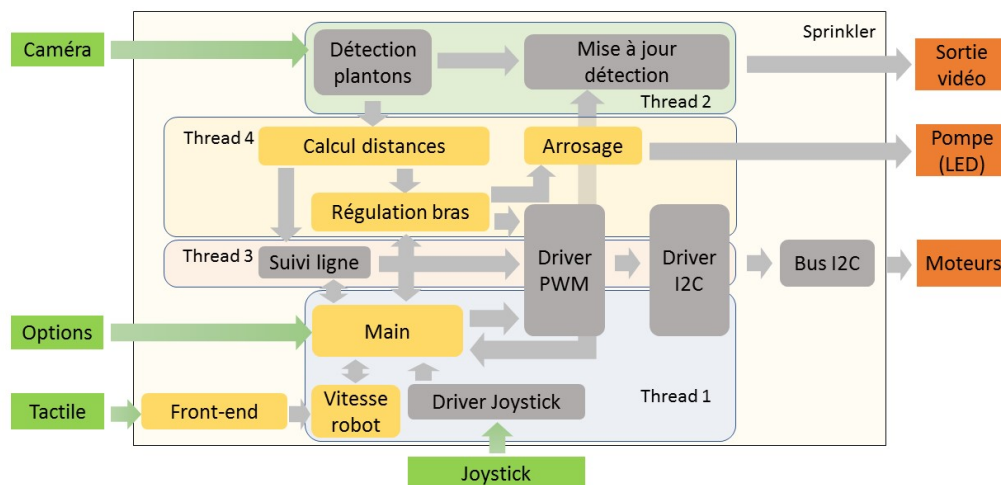 Sprinkler
Caméra
Détection
plantons
Mise à jour
détection
Sortie
vidéo
Thread 2
Thread 4
Calcul distances
Arrosage
Pompe
(LED)
Régulation bras
Thread 3
Suivi ligne
Driver
PWM
Driver
I2C
Bus I2C
Moteurs
Options
Main
Thread 1
Tactile
Front-end
Vitesse
robot
Driver Joystick
Joystick